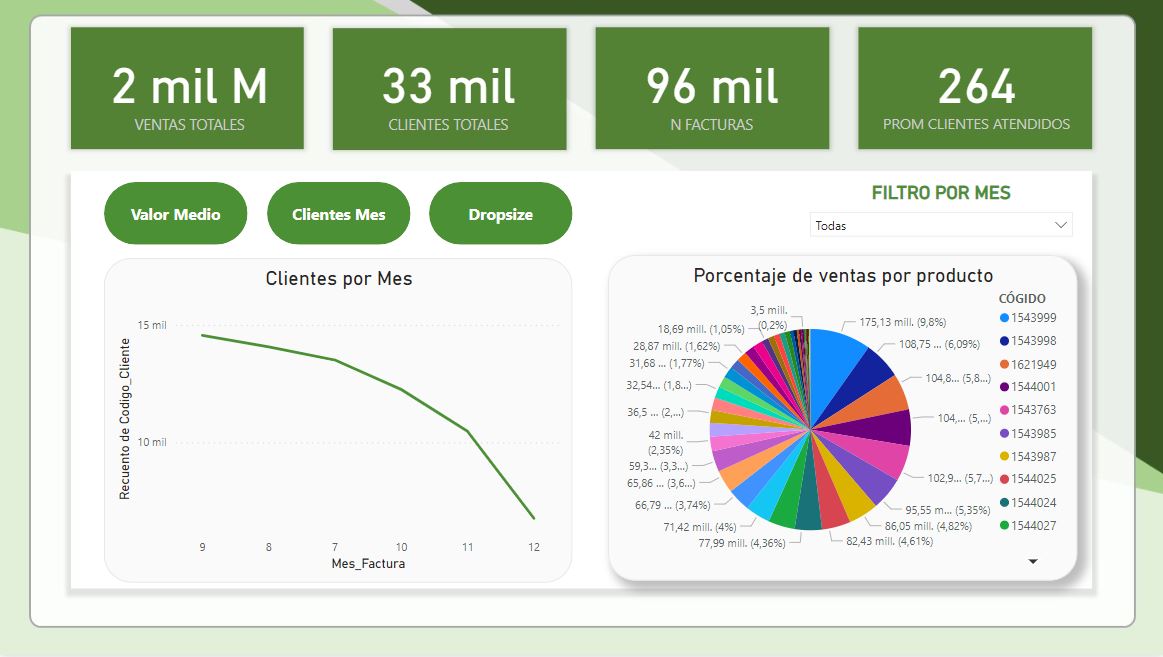 2 mil M
VENTAS TOTALES
33 mil
CLIENTES TOTALES
96 mil
N FACTURAS
264
PROM CLIENTES ATENDIDOS
Valor Medio
Clientes Mes
Dropsize
FILTRO POR MES
Todas
Clientes por Mes
Recuento de Codigo_Cliente
15 mil
10 mil
9
8
7
10
11
12
Mes_Factura
Porcentaje de ventas por producto
175,13 mill. (9,8%)
108,75 ... (6,09%)
104,8... (5,8...)
104,... (5,...)
102,9... (5,7...)
95,55 m... (5,35%)
86,05 mill. (4,82%)
82,43 mill. (4,61%)
77,99 mill. (4,36%)
71,42 mill. (4%)
66,79 ... (3,74%)
65,86 ... (3,6...)
59,3... (3,3...)
42 mill.
(2,35%)
36,5 ... (2,...)
32,54... (1,8...)
31,68 ... (1,77%)
28,87 mill. (1,62%)
18,69 mill. (1,05%)
3,5 mill.
(0,2%)
CÓGIDO
1543999
1543998
1621949
1544001
1543763
1543985
1543987
1544025
1544024
1544027